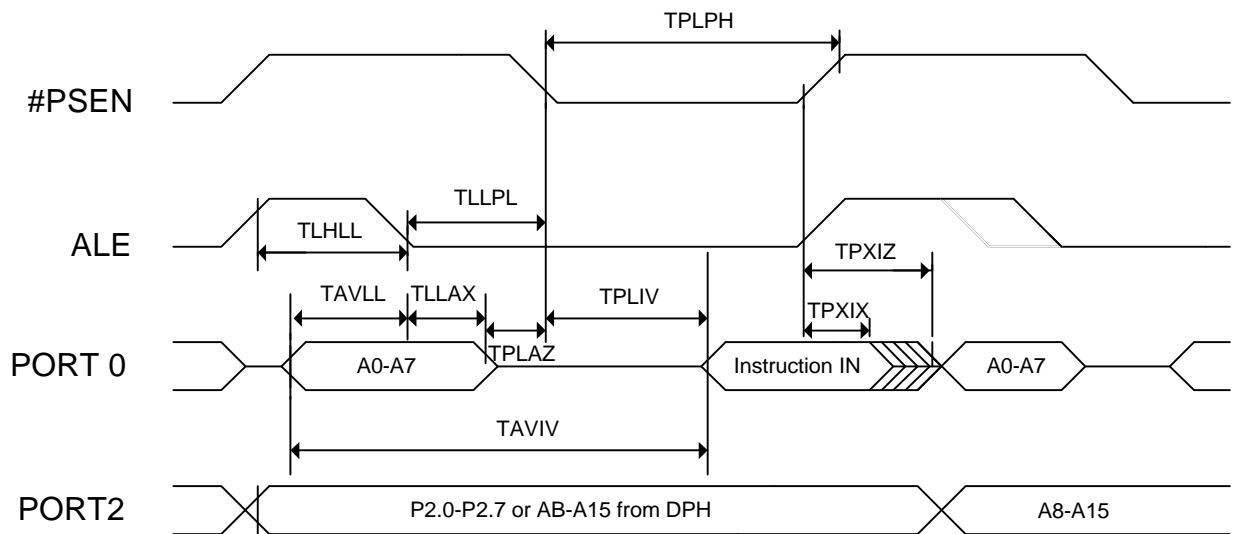 TPLPH
#PSEN
TLLPL
TLHLL
ALE
TPXIZ
TAVLL TLLAX TPLIV
TPXIX
TPLAZ
PORT 0 A0-A7 Instruction IN A0-A7
TAVIV
PORT2 P2.0-P2.7 or AB-A15 from DPH A8-A15